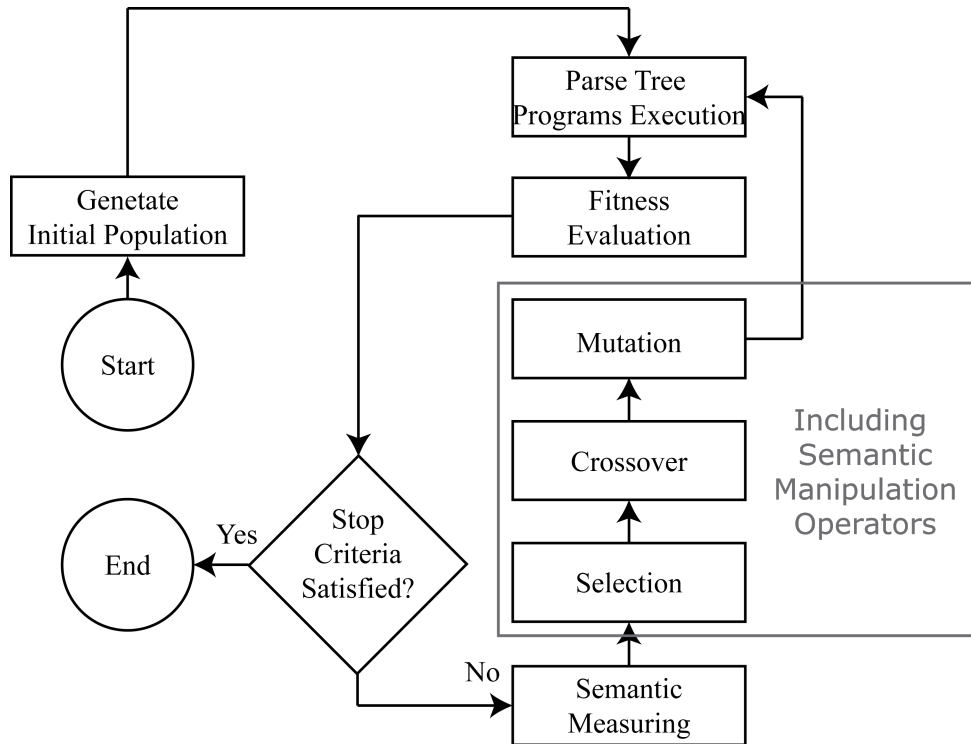 Parse Tree
Programs Execution
Genetate
Initial Population
Fitness
Evaluation
Start
Mutation
Crossover
Including
Semantic
Manipulation
Operators
Yes
Stop
Criteria
Satisfied?
End
Selection
No
Semantic
Measuring